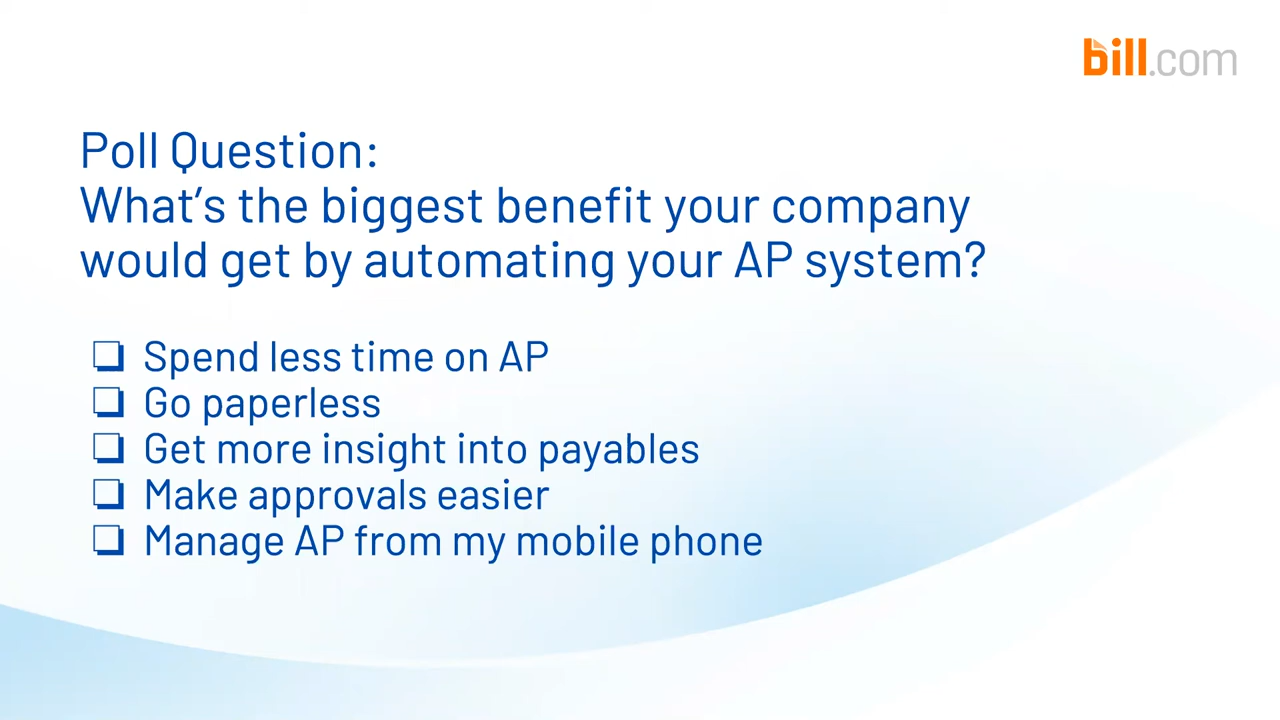 bill.com
Poll Question:
What’s the biggest benefit your company
would get by automating your AP system?
❏ Spend less time on AP
❏ Go paperless
❏ Get more insight into payables
❏ Make approvals easier
❏ Manage AP from my mobile phone